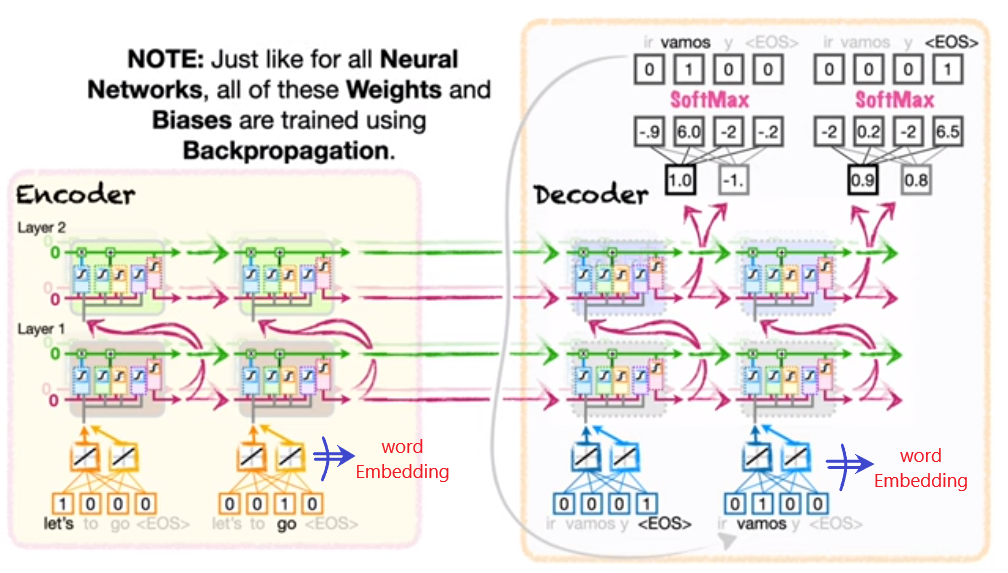 NOTE: Just like for all Neural
Networks, all of these Weights and
Biases are trained using
Backpropagation.
Encoder
Layer 2
0
0
0
0
Layer 1
0
0
0
0
word
Embedding
1 0 0 0
let's to go <EOS>
0 0 1 0
let's to go <EOS>
Decoder
ir vamos y <EOS>
0 1 0 0
SoftMax
-.9 6.0 -2 -.2
1.0 -1.
ir vamos y <EOS>
0 0 0 1
SoftMax
-2 0.2 -2 6.5
0.9 0.8
word
Embedding
0 0 0 1
ir vamos y <EOS>
0 1 0 0
ir vamos y <EOS>